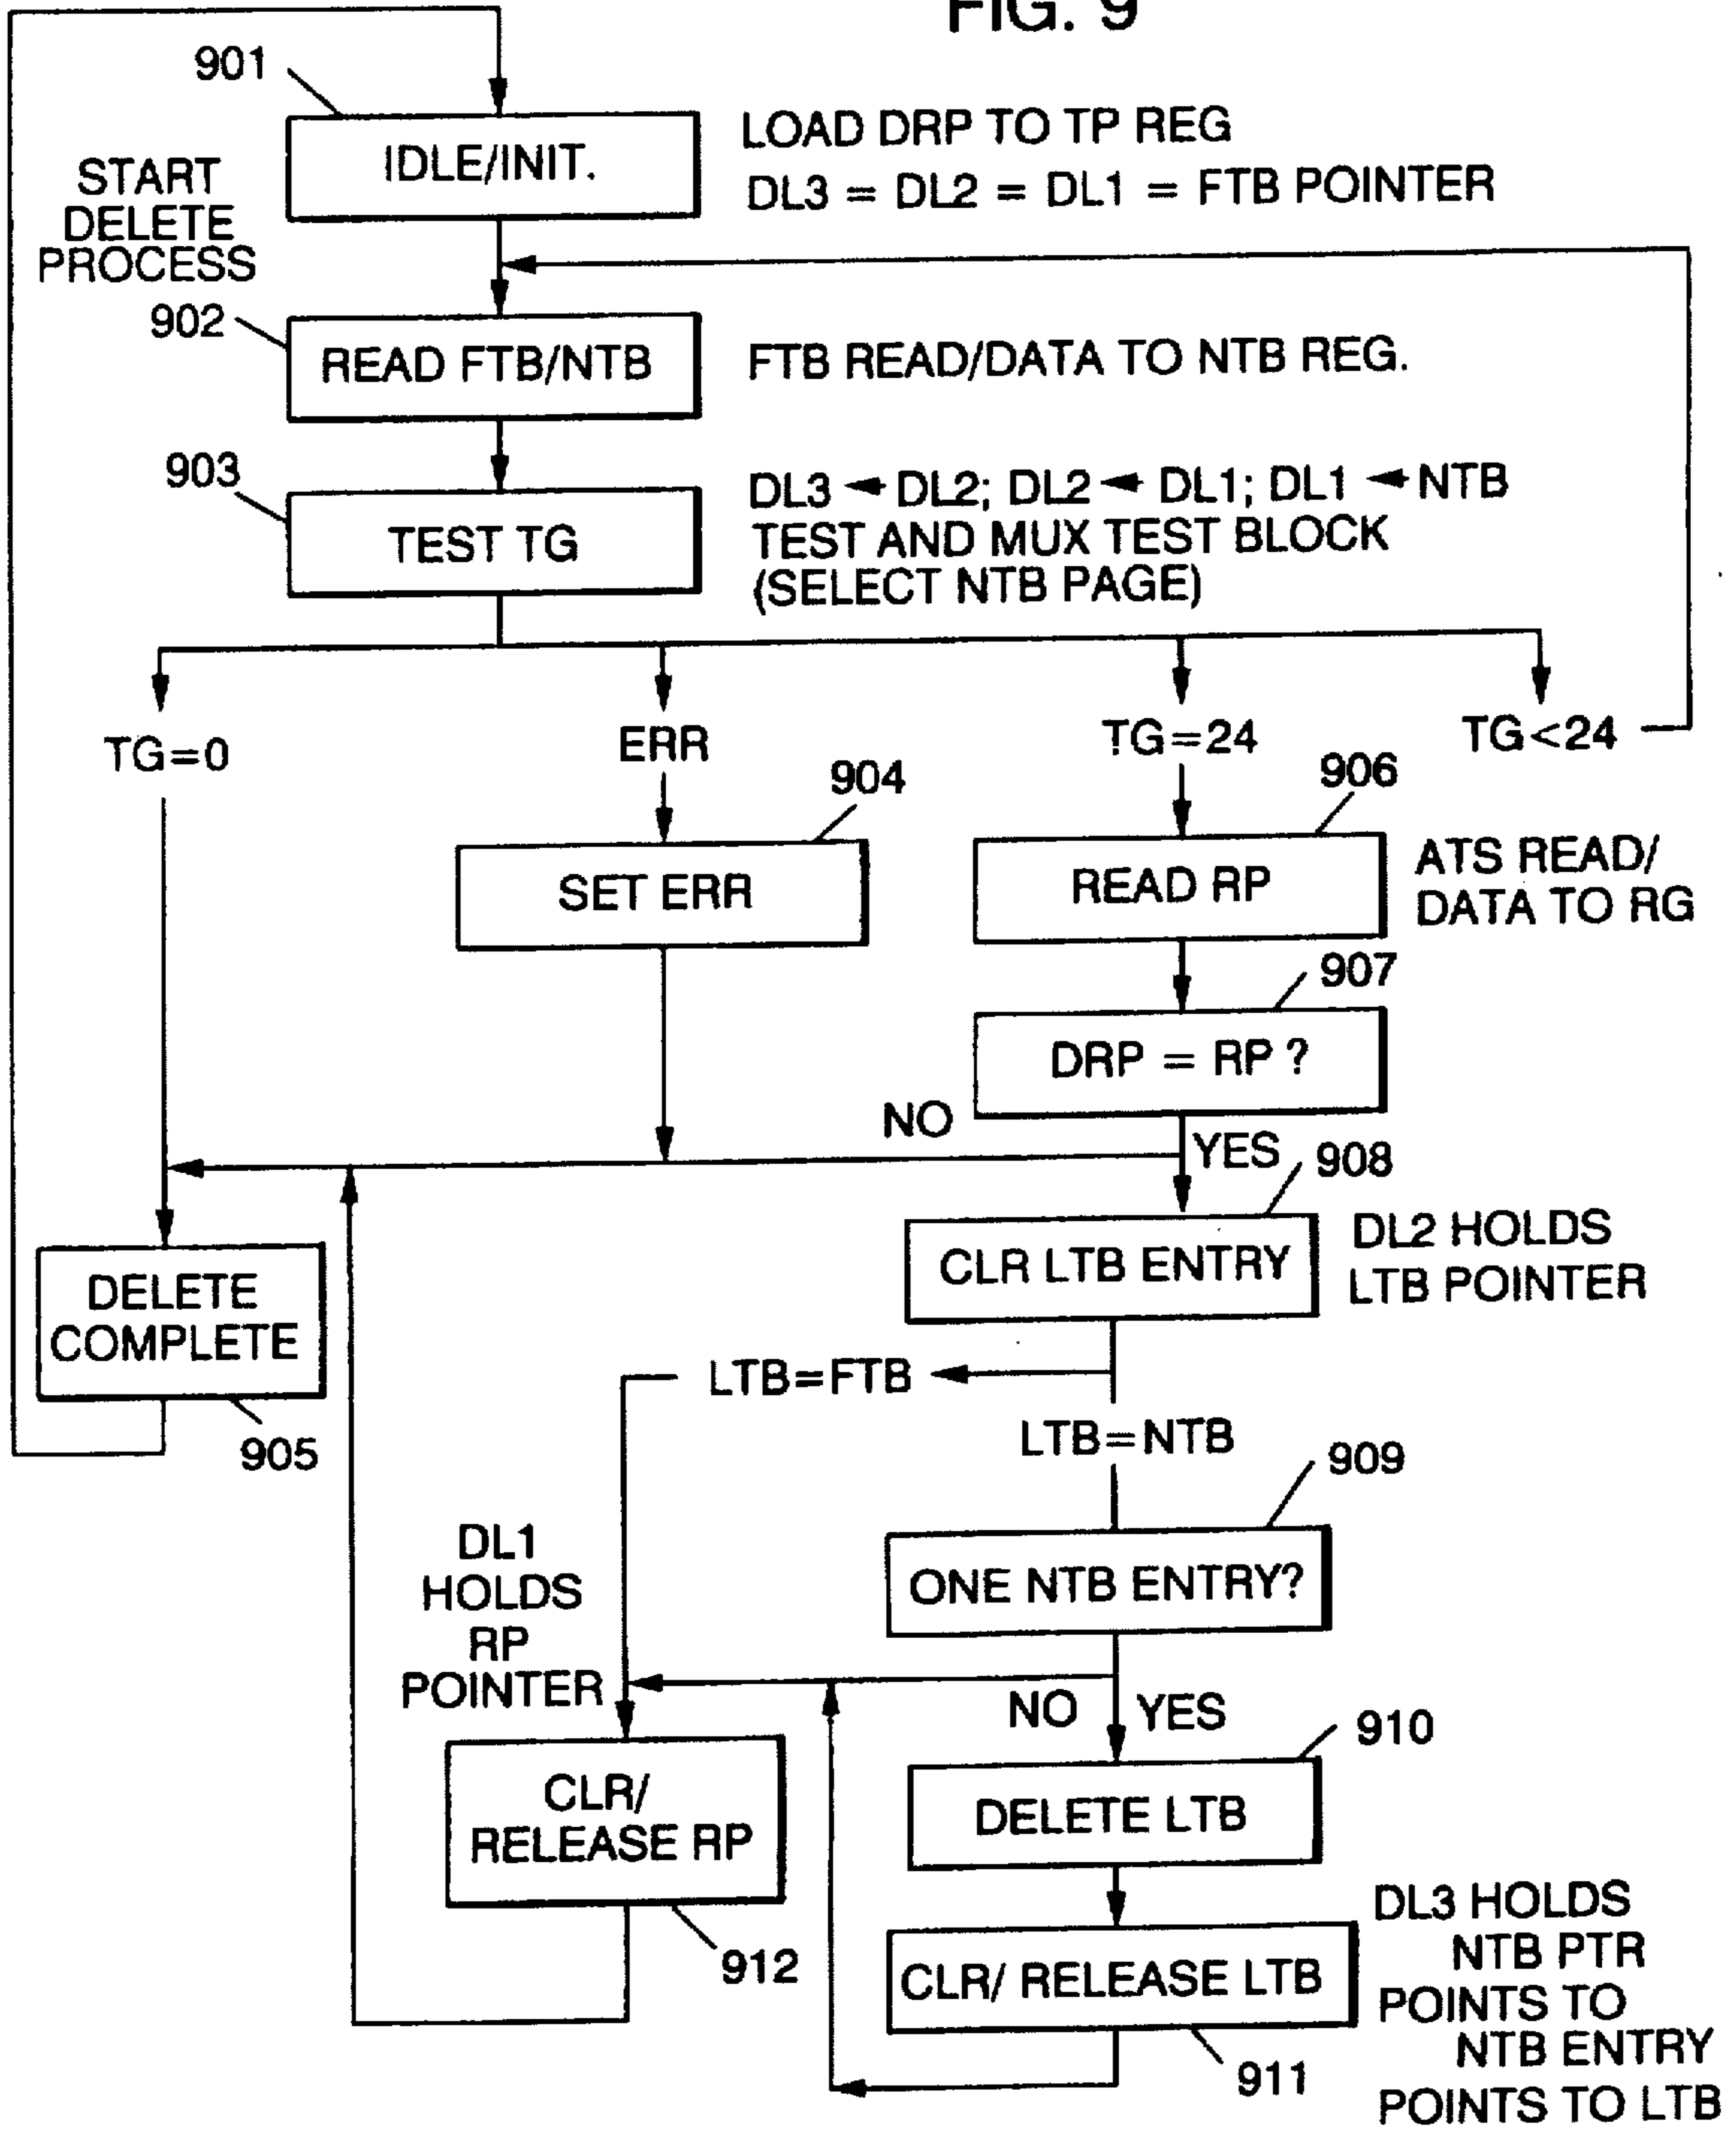 FIG. 9
901
IDLE/INIT.
LOAD DRP TO TP REG
DL3 = DL2 = DL1 = FTB POINTER
START
DELETE
PROCESS
902
READ FTB/NTB
FTB READ/DATA TO NTB REG.
903
TEST TG
DL3 ← DL2; DL2 ← DL1; DL1 ← NTB
TEST AND MUX TEST BLOCK
(SELECT NTB PAGE)
TG=0
ERR
TG=24
TG<24
904
SET ERR
906
READ RP
ATS READ/
DATA TO RG
907
DRP = RP ?
NO
YES
908
CLR LTB ENTRY
DL2 HOLDS
LTB POINTER
DELETE
COMPLETE
905
LTB=FTB
LTB=NTB
909
ONE NTB ENTRY?
DL1
HOLDS
RP
POINTER
NO
YES
910
DELETE LTB
CLR/
RELEASE RP
912
CLR/ RELEASE LTB
911
DL3 HOLDS
NTB PTR
POINTS TO
NTB ENTRY
POINTS TO LTB